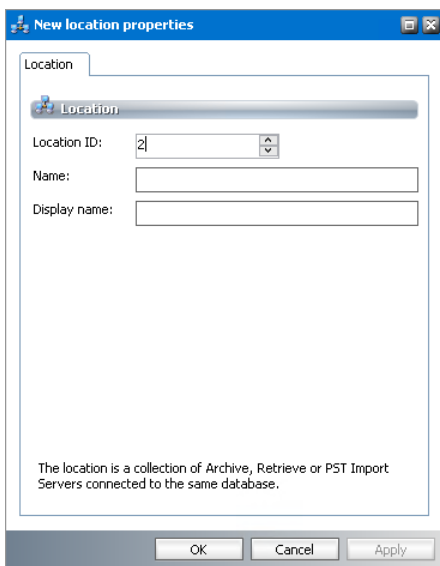 New location properties
Location
Location
Location ID:
2
Name:
Display name:
The location is a collection of Archive, Retrieve or PST Import
Servers connected to the same database.
OK
Cancel
Apply